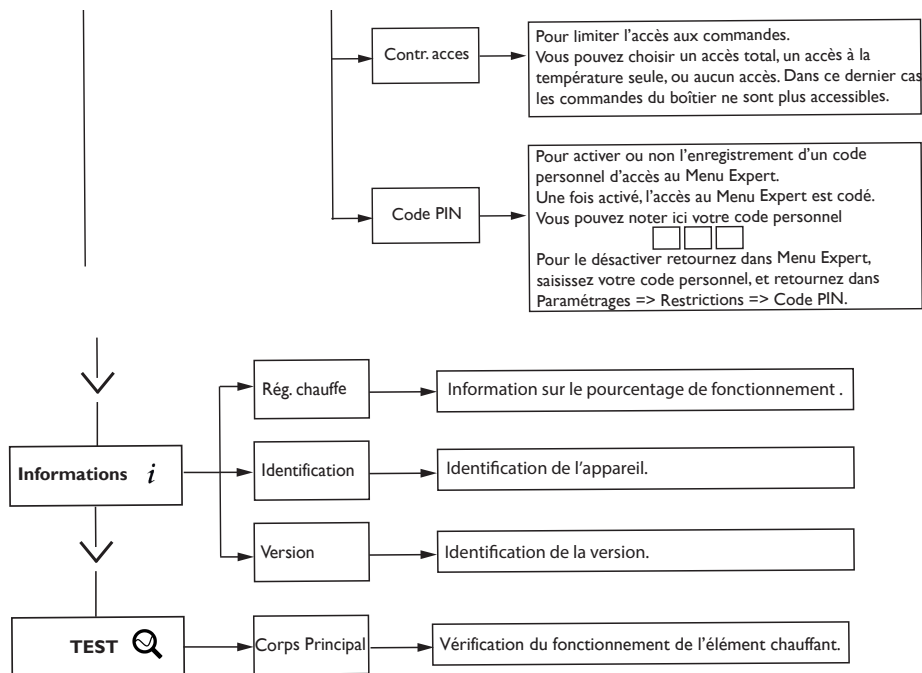 Contr. acces
Pour limiter l'accès aux commandes.
Vous pouvez choisir un accès total, un accès à la
température seule, ou aucun accès. Dans ce dernier cas
les commandes du boîtier ne sont plus accessibles.
Code PIN
Pour activer ou non l'enregistrement d'un code
personnel d'accès au Menu Expert.
Une fois activé, l'accès au Menu Expert est codé.
Vous pouvez noter ici votre code personnel
Pour le désactiver retournez dans Menu Expert,
saisissez votre code personnel, et retournez dans
Paramétrages => Restrictions => Code PIN.
Rég. chauffe
Information sur le pourcentage de fonctionnement .
Informations i
Identification
Identification de l'appareil.
Version
Identification de la version.
TEST
Corps Principal
Vérification du fonctionnement de l'élément chauffant.